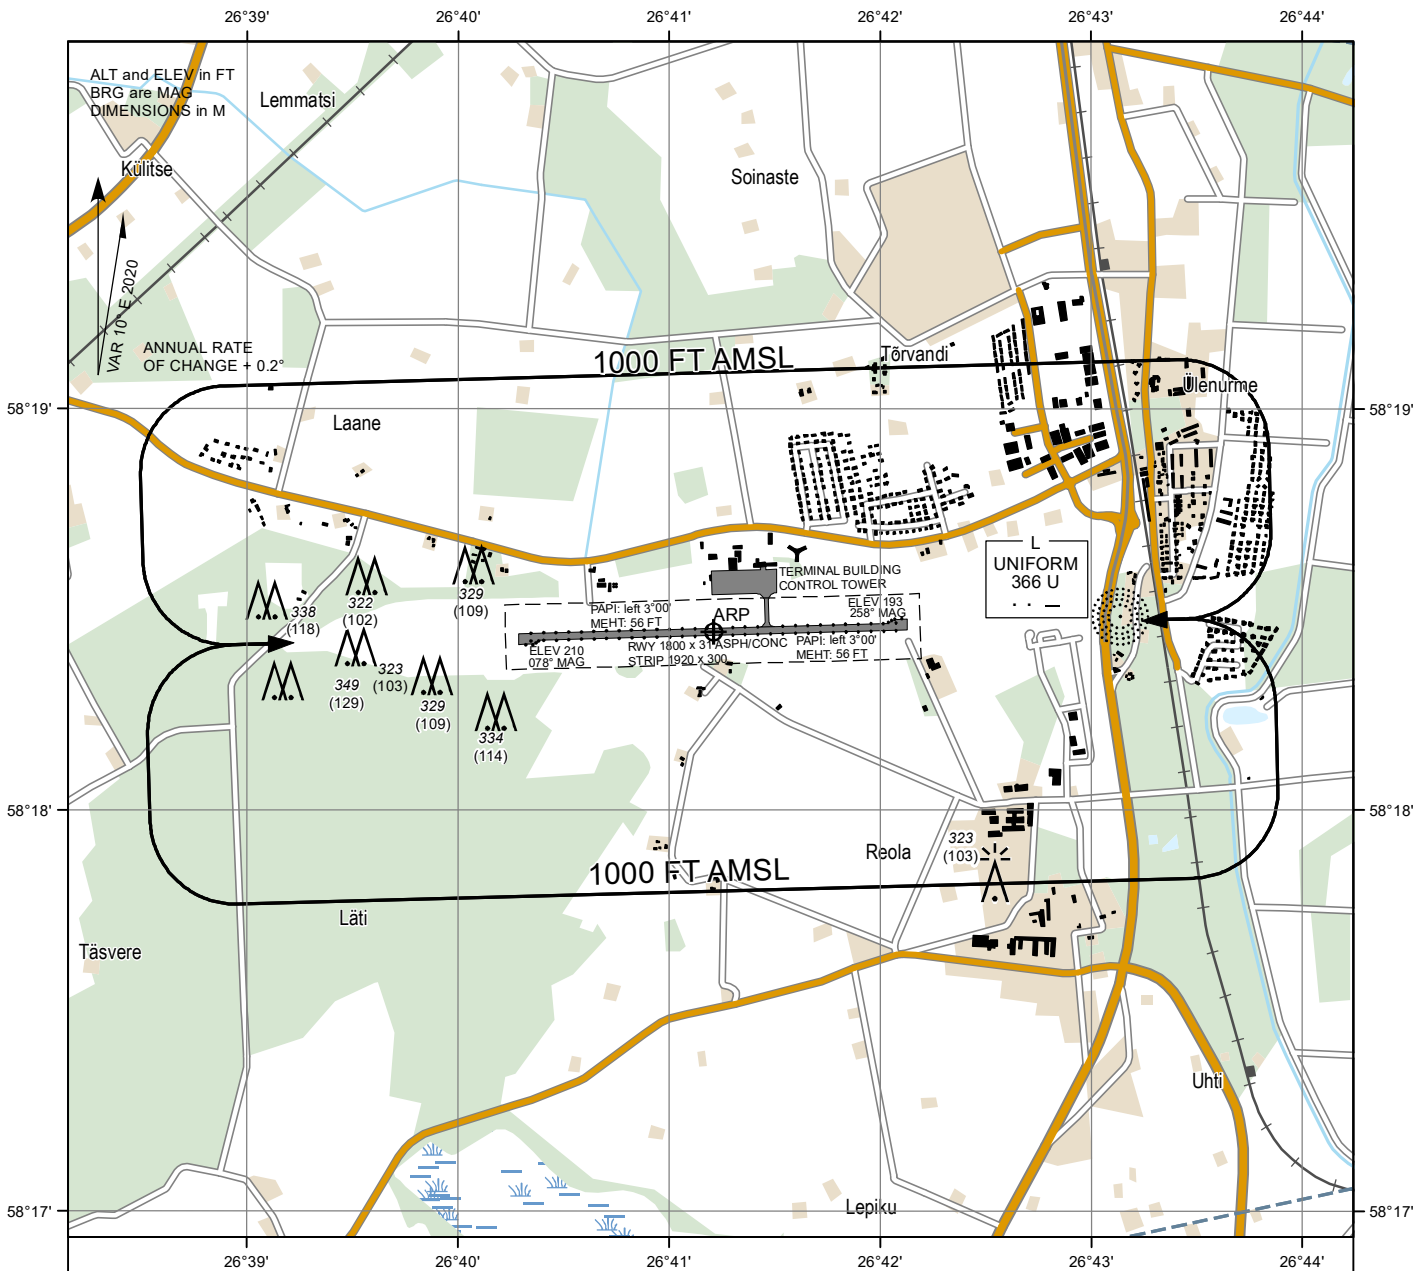 26°39'
26°40'
26°41'
26°42'
26°43'
26°44'
ALT and ELEV in FT
BRG are MAG
DIMENSIONS in M
Lemmatsi
Külitse
Soinaste
VAR 10° E 2020
ANNUAL RATE
OF CHANGE + 0.2°
1000 FT AMSL
Tõrvandi
Ülenurme
58°19'
58°19'
Laane
L
UNIFORM
366 U
TERMINAL BUILDING
CONTROL TOWER
338
(118)
322
(102)
329
(109)
PAPI: left 3°00'
MEHT: 56 FT
ARP
ELEV 193
258° MAG
ELEV 210
078° MAG
RWY 1800 x 31 ASPH/CONC
STRIP 1920 x 300
PAPI: left 3°00'
MEHT: 56 FT
349
(129)
323
(103)
329
(109)
334
(114)
58°18'
58°18'
Reola
323
(103)
1000 FT AMSL
Läti
Täsvere
Uhti
Lepiku
58°17'
58°17'
26°39'
26°40'
26°41'
26°42'
26°43'
26°44'